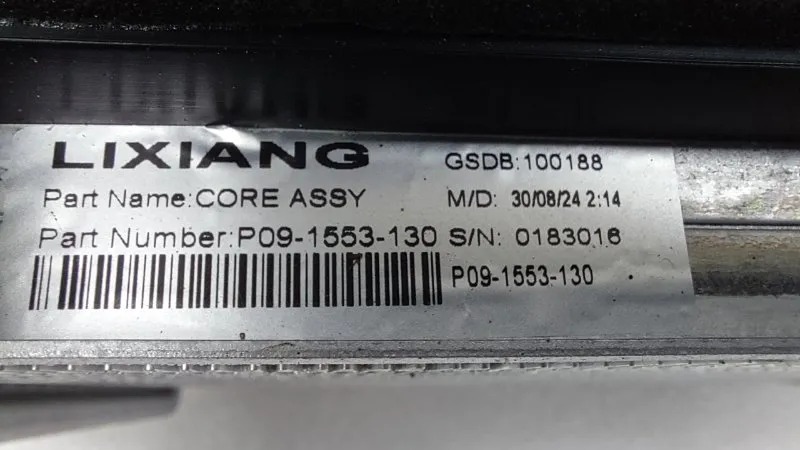 LIXIANG GSDB:100188
Part Name:CORE ASSY M/D: 30/08/24 2:14
Part Number:P09-1553-130 S/N: 0183016
P09-1553-130